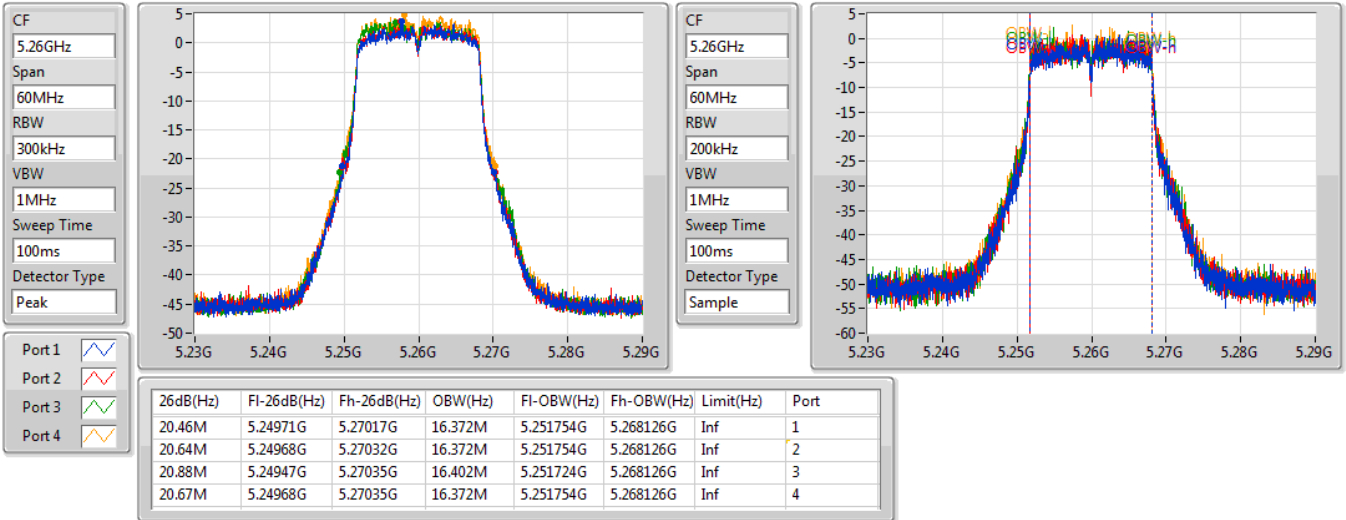 CF
5.26GHz
Span
60MHz
RBW
300kHz
VBW
1MHz
Sweep Time
100ms
Detector Type
Peak
5
0
-5
-10
-15
-20
-25
-30
-35
-40
-45
-50
5.23G 5.24G 5.25G 5.26G 5.27G 5.28G 5.29G
CF
5.26GHz
Span
60MHz
RBW
200kHz
VBW
1MHz
Sweep Time
100ms
Detector Type
Sample
5
0
-5
-10
-15
-20
-25
-30
-35
-40
-45
-50
-55
-60
5.23G 5.24G 5.25G 5.26G 5.27G 5.28G 5.29G
Port 1
Port 2
Port 3
Port 4
26dB(Hz) Fl-26dB(Hz) Fh-26dB(Hz) OBW(Hz) Fl-OBW(Hz) Fh-OBW(Hz) Limit(Hz) Port
20.46M 5.24971G 5.27017G 16.372M 5.251754G 5.268126G Inf 1
20.64M 5.24968G 5.27032G 16.372M 5.251754G 5.268126G Inf 2
20.88M 5.24947G 5.27035G 16.402M 5.251724G 5.268126G Inf 3
20.67M 5.24968G 5.27035G 16.372M 5.251754G 5.268126G Inf 4